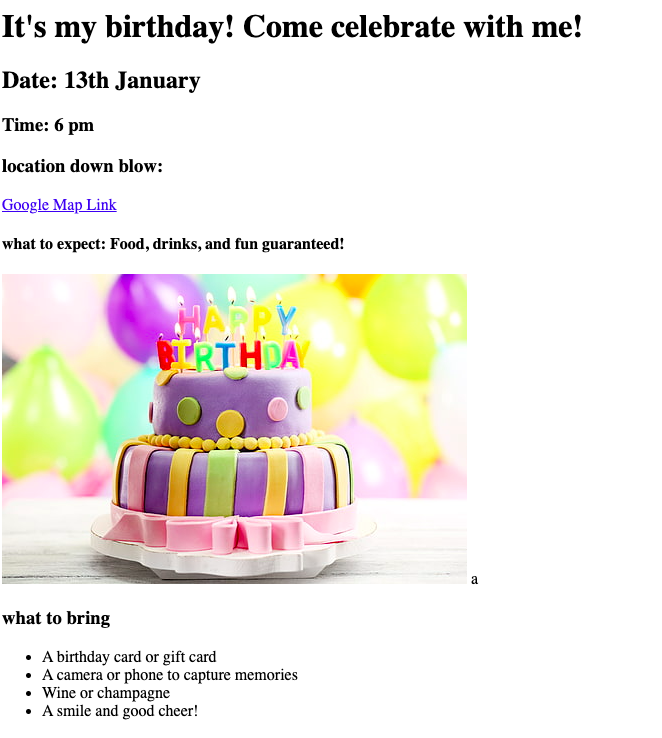 It's my birthday! Come celebrate with me!
Date: 13th January
Time: 6 pm
location down blow:
Google Map Link
what to expect: Food, drinks, and fun guaranteed!
HAPPY
BIRTHDAY
a
what to bring
A birthday card or gift card
A camera or phone to capture memories
Wine or champagne
A smile and good cheer!